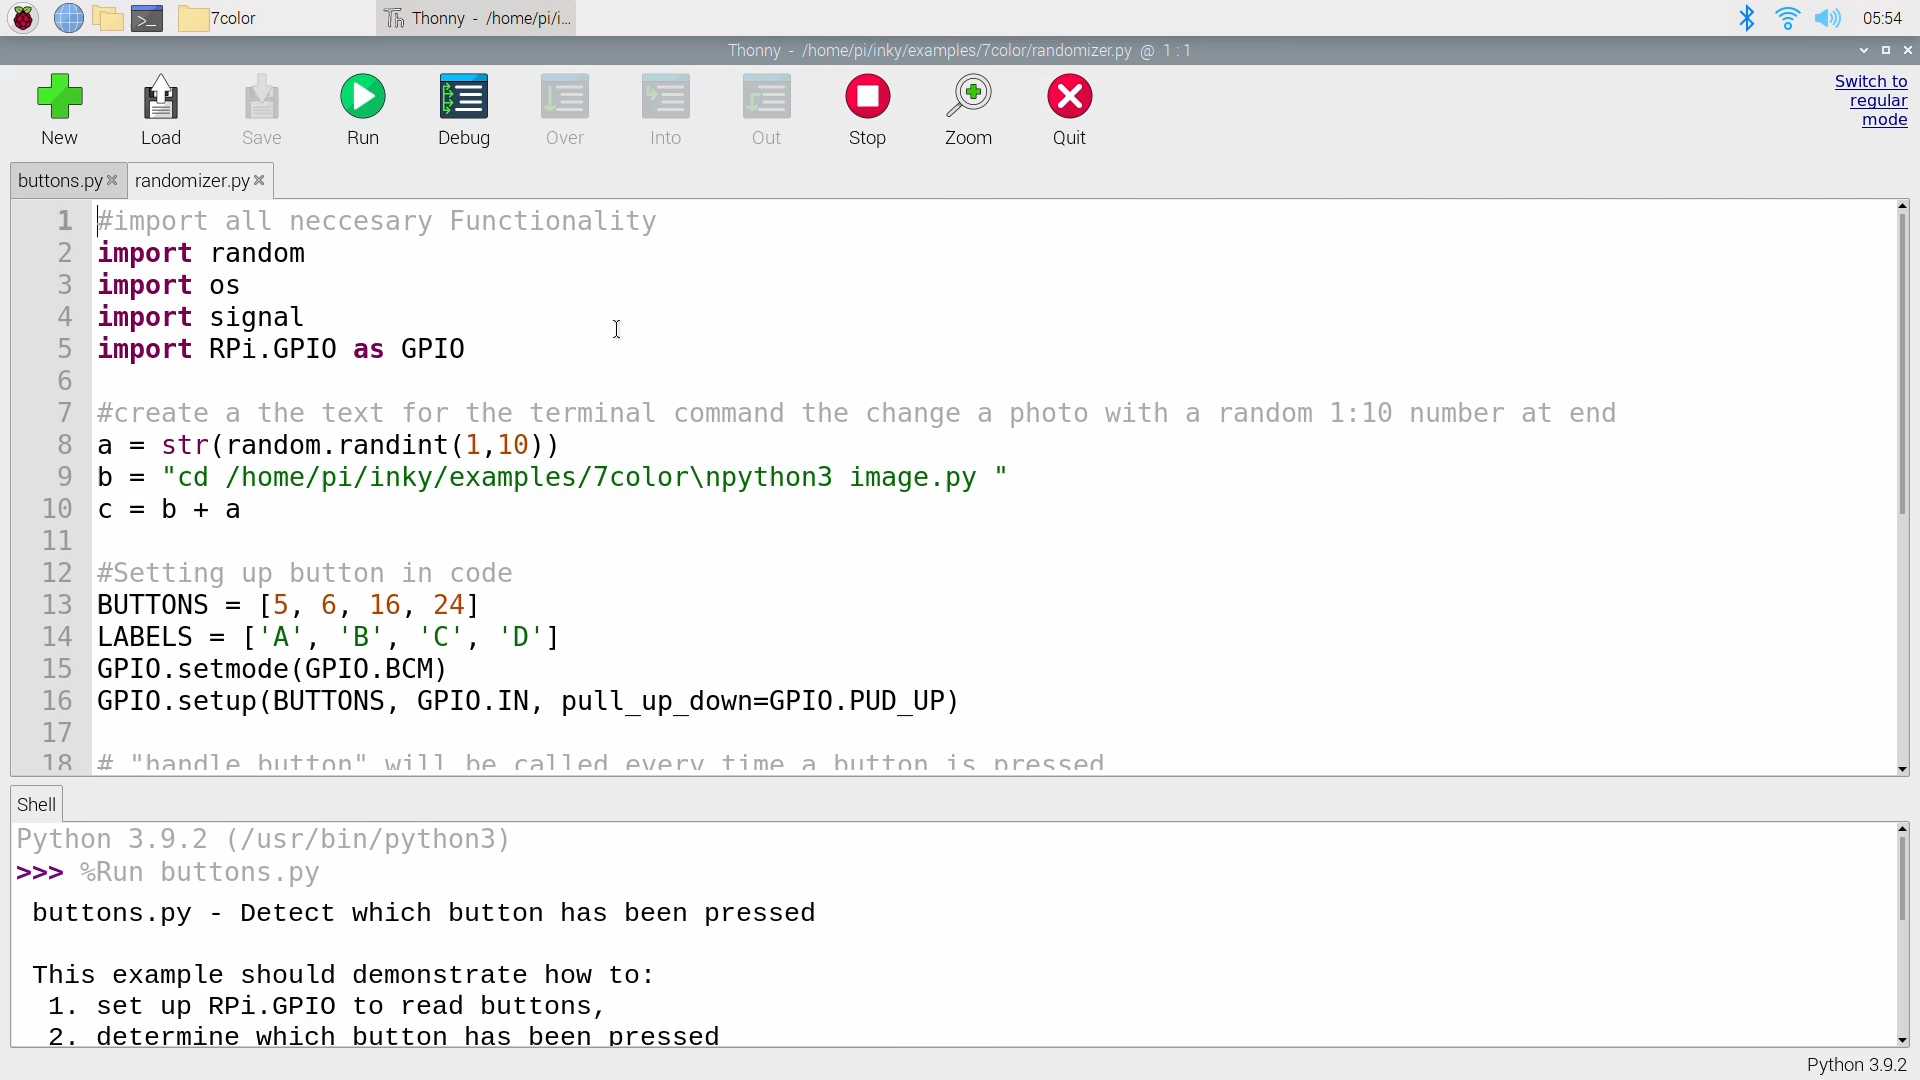 7color
Thonny - /home/pi/i...
05:54
Thonny - /home/pi/inky/examples/7color/randomizer.py @ 1 : 1
New
Load
Save
Run
Debug
Over
Into
Out
Stop
Zoom
Quit
Switch to
regular
mode
buttons.py
randomizer.py
1 #import all neccesary Functionality
2 import random
3 import os
4 import signal
5 import RPi.GPIO as GPIO
6
7 #create a the text for the terminal command the change a photo with a random 1:10 number at end
8 a = str(random.randint(1,10))
9 b = "cd /home/pi/inky/examples/7color\npython3 image.py "
10 c = b + a
11
12 #Setting up button in code
13 BUTTONS = [5, 6, 16, 24]
14 LABELS = ['A', 'B', 'C', 'D']
15 GPIO.setmode(GPIO.BCM)
16 GPIO.setup(BUTTONS, GPIO.IN, pull_up_down=GPIO.PUD_UP)
17
18 # "handle button" will be called every time a button is pressed
Shell
Python 3.9.2 (/usr/bin/python3)
>>> %Run buttons.py
buttons.py - Detect which button has been pressed
This example should demonstrate how to:
1. set up RPi.GPIO to read buttons,
2. determine which button has been pressed
Python 3.9.2